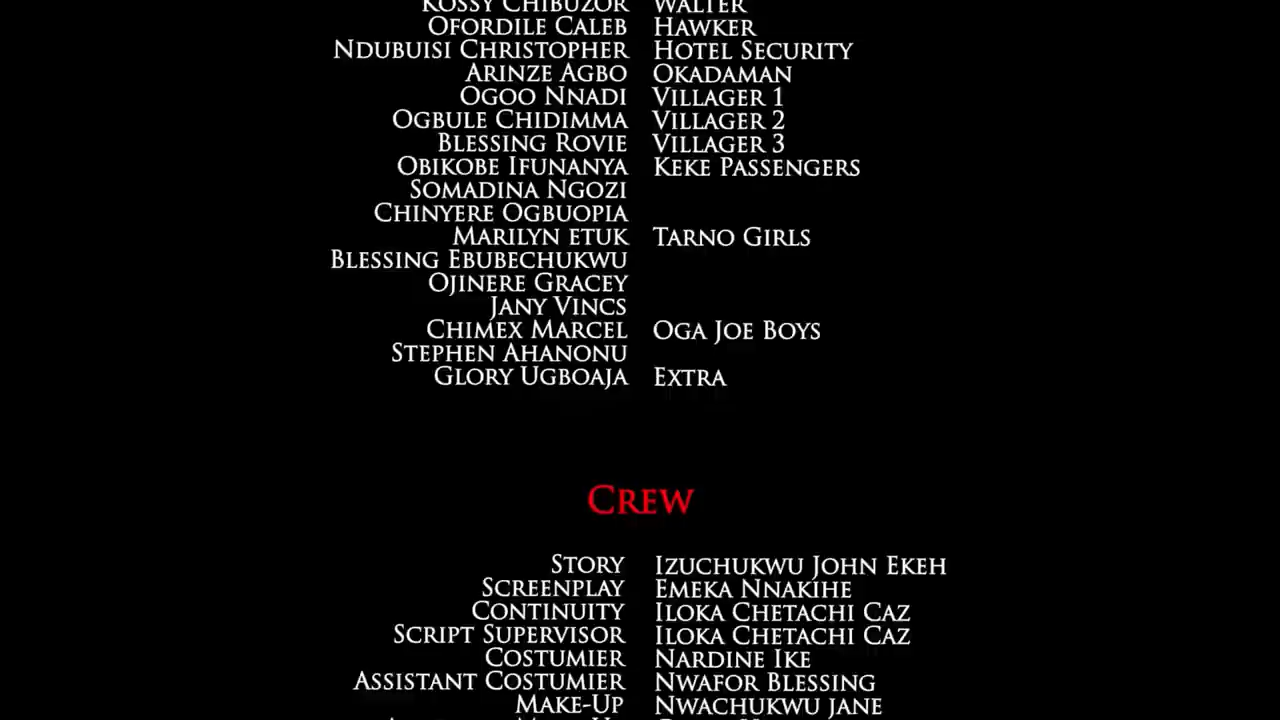 Kossy Chibuzor Walter
Ofordile Caleb Hawker
Ndubuisi Christopher Hotel Security
Arinze Agbo Okadaman
Ogoo Nnadi Villager 1
Ogbule Chidimma Villager 2
Blessing Rovie Villager 3
Obikobe Ifunanya Keke Passengers
Somadina Ngozi
Chinyere Ogbuopia
Marilyn etuk Tarno Girls
Blessing Ebubechukwu
Ojinere Gracey
Jany Vincs
Chimex Marcel Oga Joe Boys
Stephen Ahanonu
Glory Ugboaja Extra
Crew
Story Izuchukwu John Ekeh
Screenplay Emeka Nnakihe
Continuity Iloka Chetachi Caz
Script Supervisor Iloka Chetachi Caz
Costumier Nardine Ike
Assistant Costumier Nwafor Blessing
Make-Up Nwachukwu jane